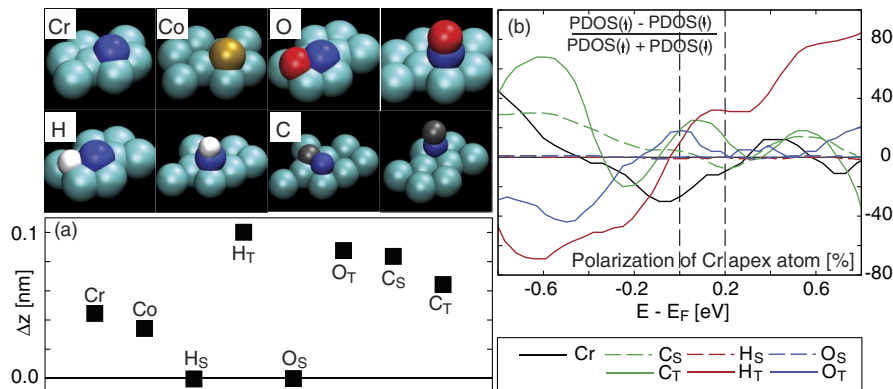 Cr Co O
H C
(a)
0.1
0.0
Δz [nm]
Cr
Co
H_S
H_T
O_S
O_T
C_S
C_T
(b)
PDOS(↑) - PDOS(↓)
PDOS(↑) + PDOS(↓)
80
40
0
-40
-80
Polarization of Cr apex atom [%]
-0.6 -0.2 0.2 0.6
E - E_F [eV]
Cr C_S H_S O_S
C_T H_T O_T